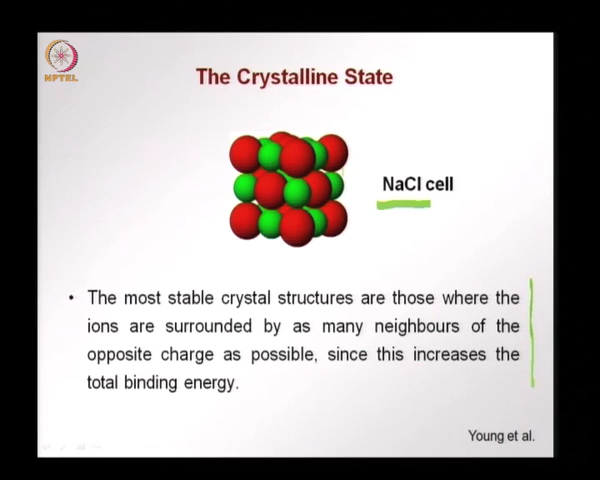 NPTEL
The Crystalline State
NaCl cell
• The most stable crystal structures are those where the
ions are surrounded by as many neighbours of the
opposite charge as possible, since this increases the
total binding energy.
Young et al.